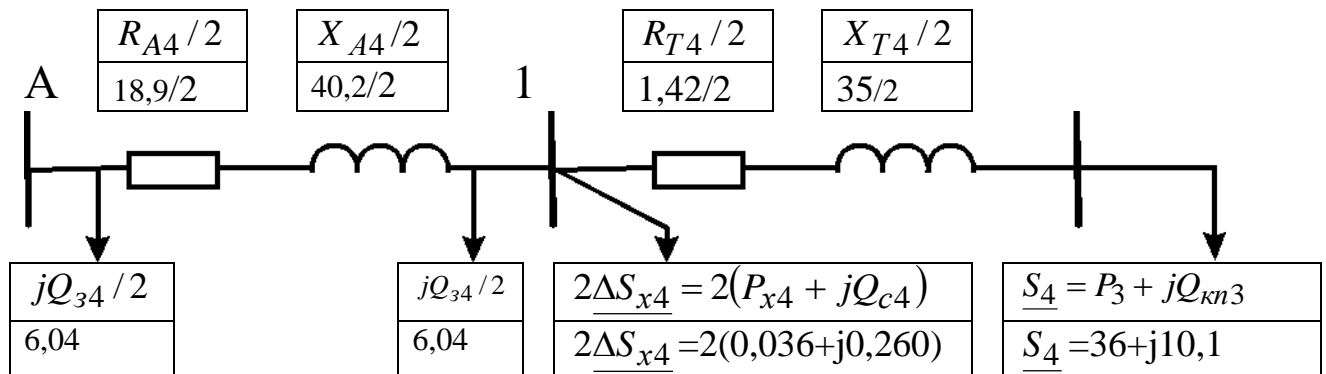 R_A4 / 2 X_A4 /2 R_T4 / 2 X_T4 / 2
18,9/2 40,2/2 1,42/2 35/2
A 1
jQ_з4 / 2 jQ_з4 / 2 2ΔS_x4 = 2(P_x4 + jQ_c4) S_4 = P_3 + jQ_кп3
6,04 6,04 2ΔS_x4 =2(0,036+j0,260) S_4 =36+j10,1